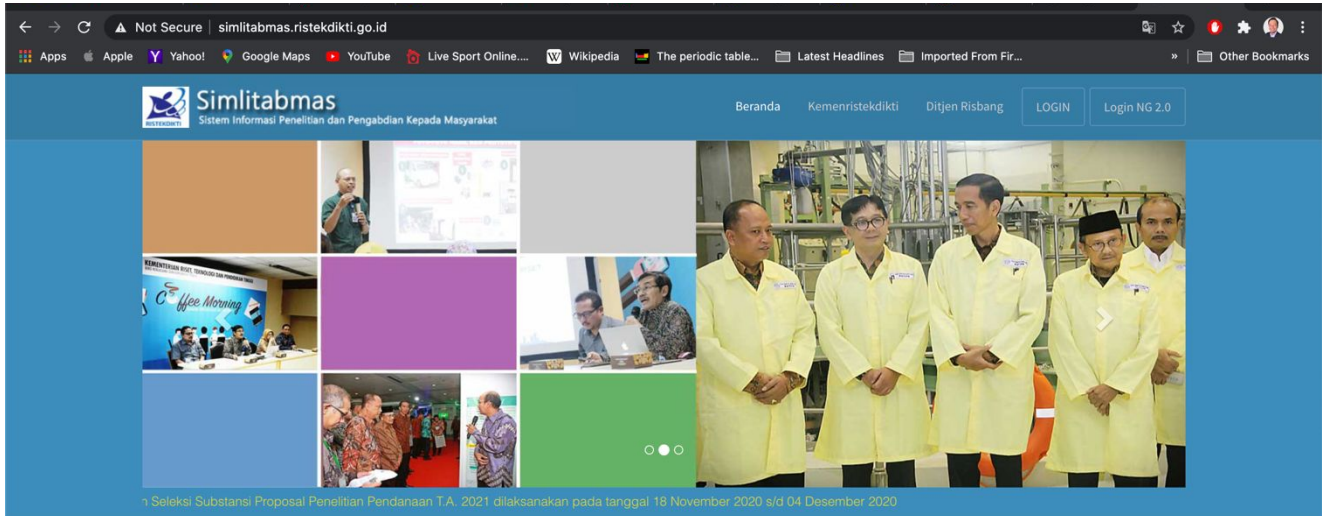 Not Secure simlitabmas.ristekdikti.go.id
Apps Apple Yahoo! Google Maps YouTube Live Sport Online.... Wikipedia The periodic table... Latest Headlines Imported From Fir... » Other Bookmarks
Simlitabmas
Sistem Informasi Penelitian dan Pengabdian Kepada Masyarakat
RISTEKDIKTI
Beranda Kemenristekdikti Ditjen Risbang LOGIN Login NG 2.0
KEMENTERIAN RISET, TEKNOLOGI DAN PENDIDIKAN TINGGI
Coffee Morning
n Seleksi Substansi Proposal Penelitian Pendanaan T.A. 2021 dilaksanakan pada tanggal 18 November 2020 s/d 04 Desember 2020